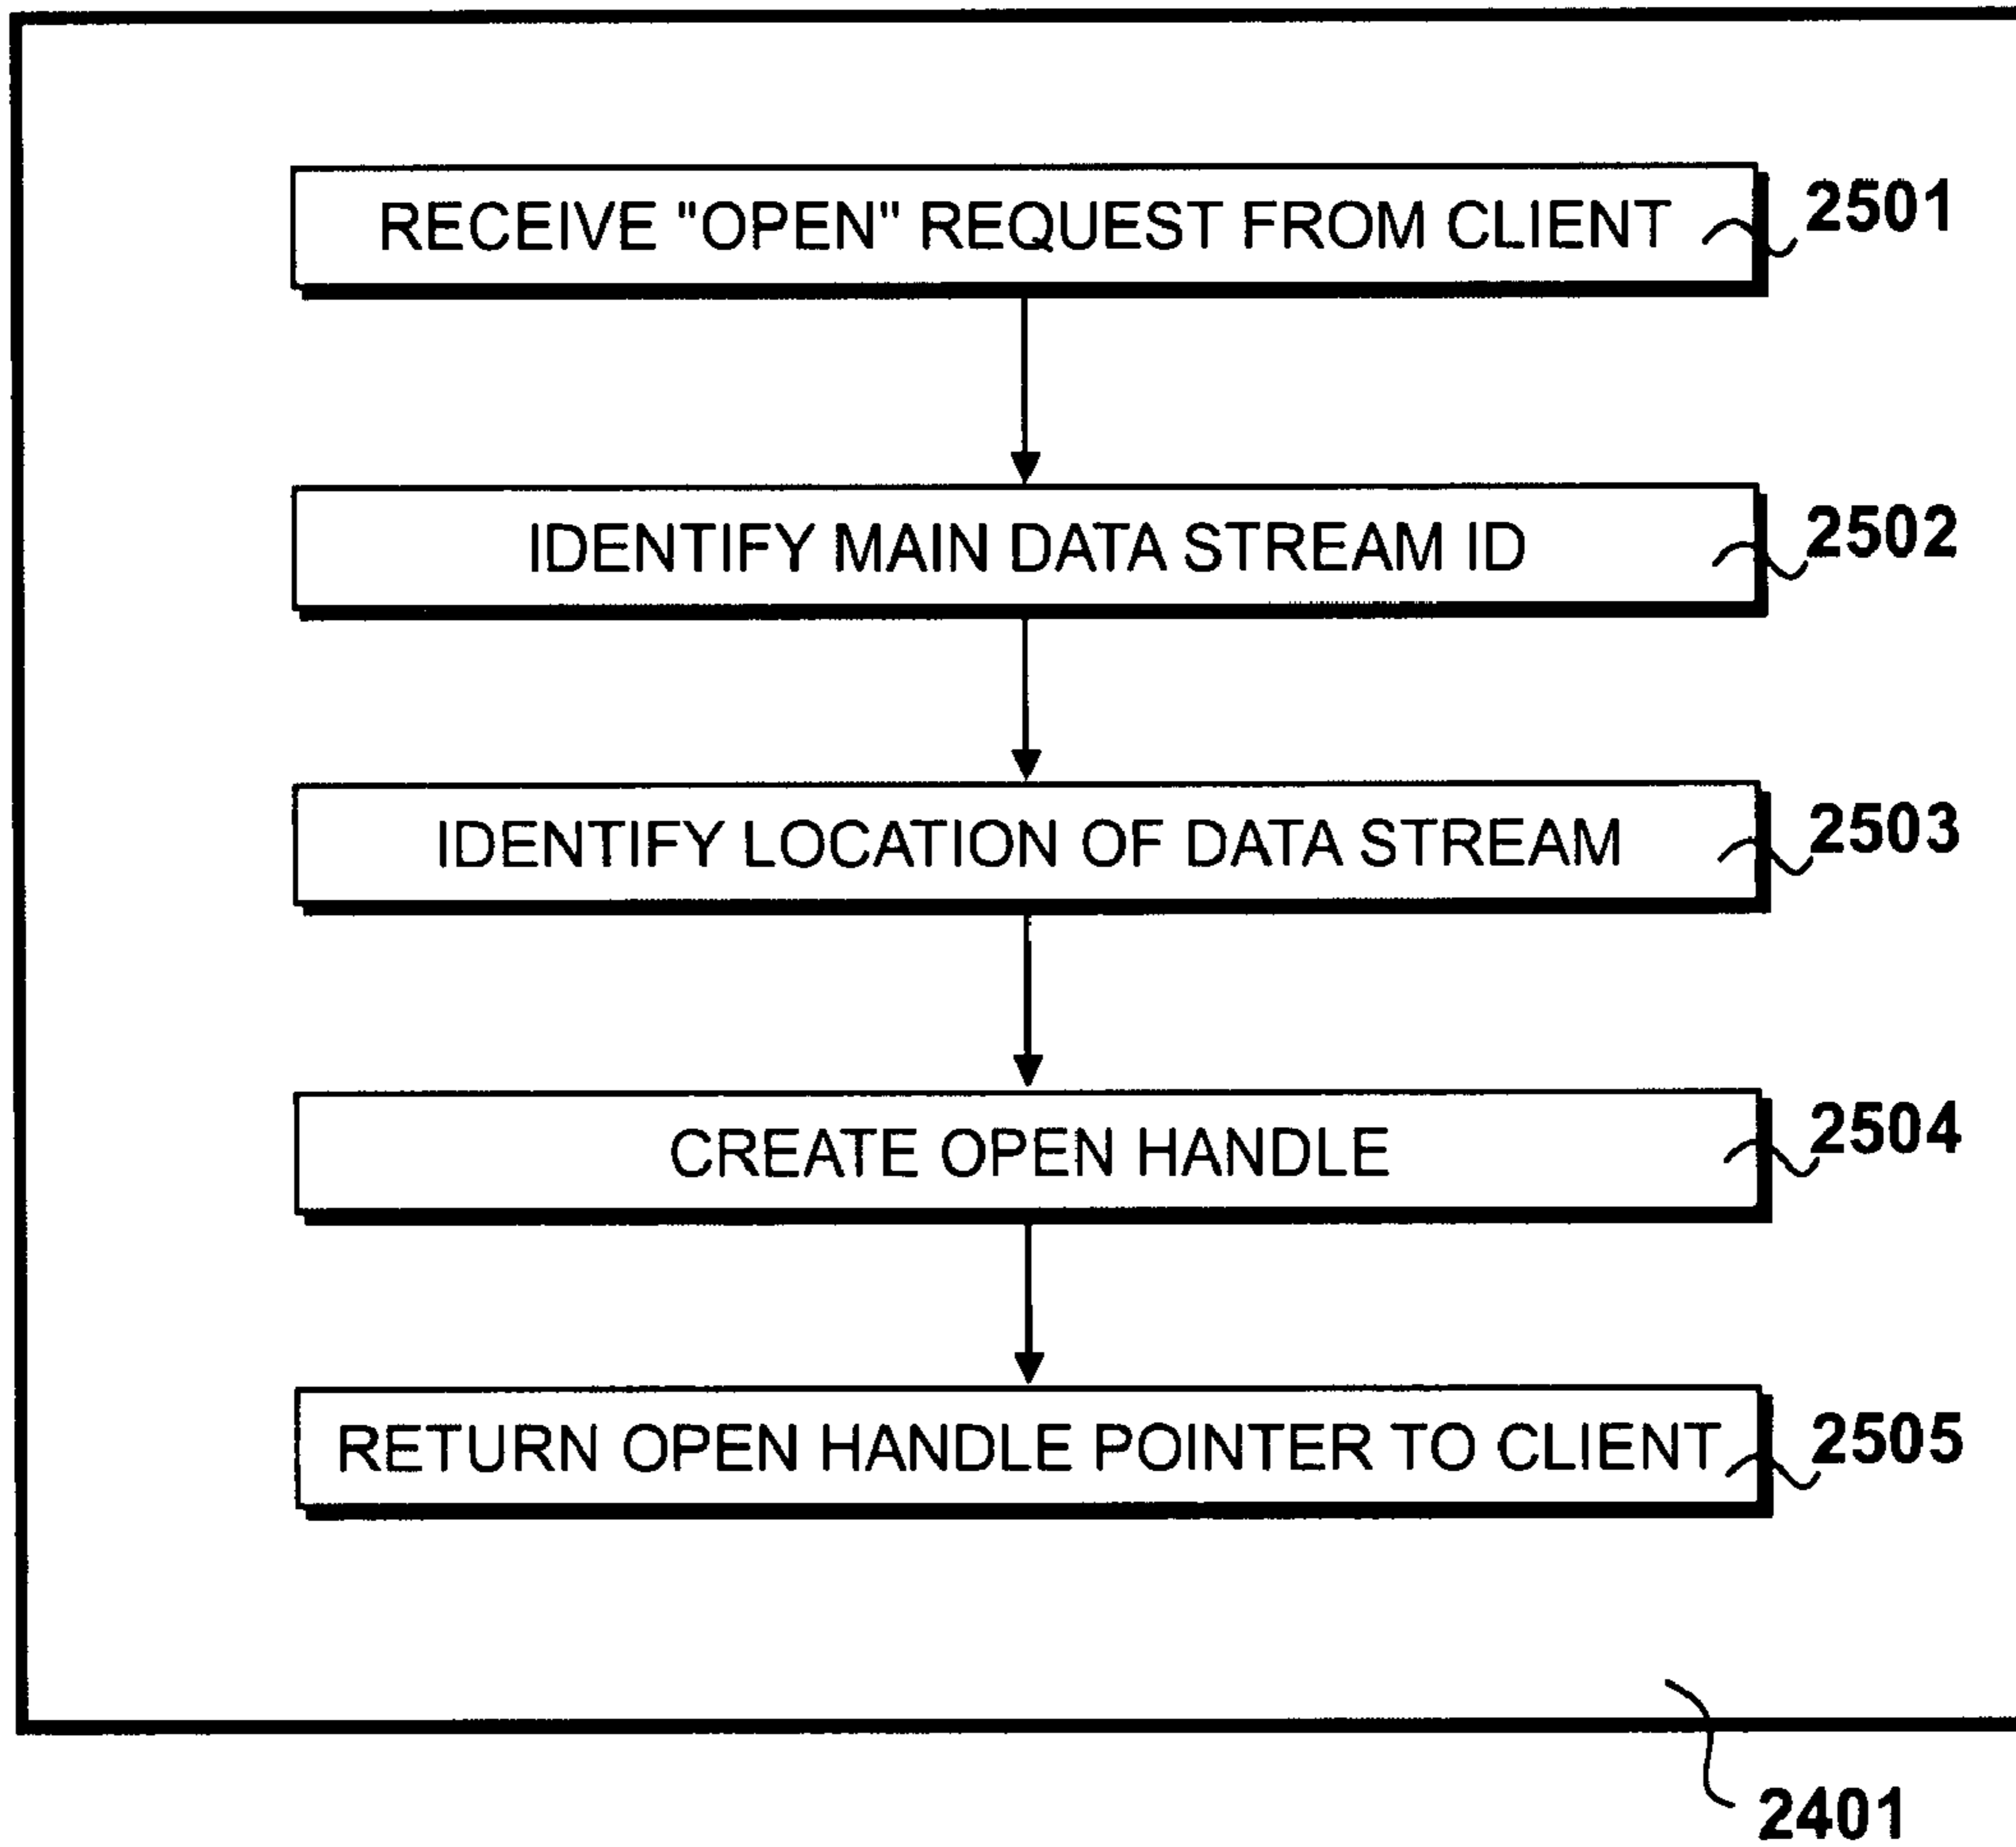 RECEIVE "OPEN" REQUEST FROM CLIENT
2501
IDENTIFY MAIN DATA STREAM ID
2502
IDENTIFY LOCATION OF DATA STREAM
2503
CREATE OPEN HANDLE
2504
RETURN OPEN HANDLE POINTER TO CLIENT
2505
2401